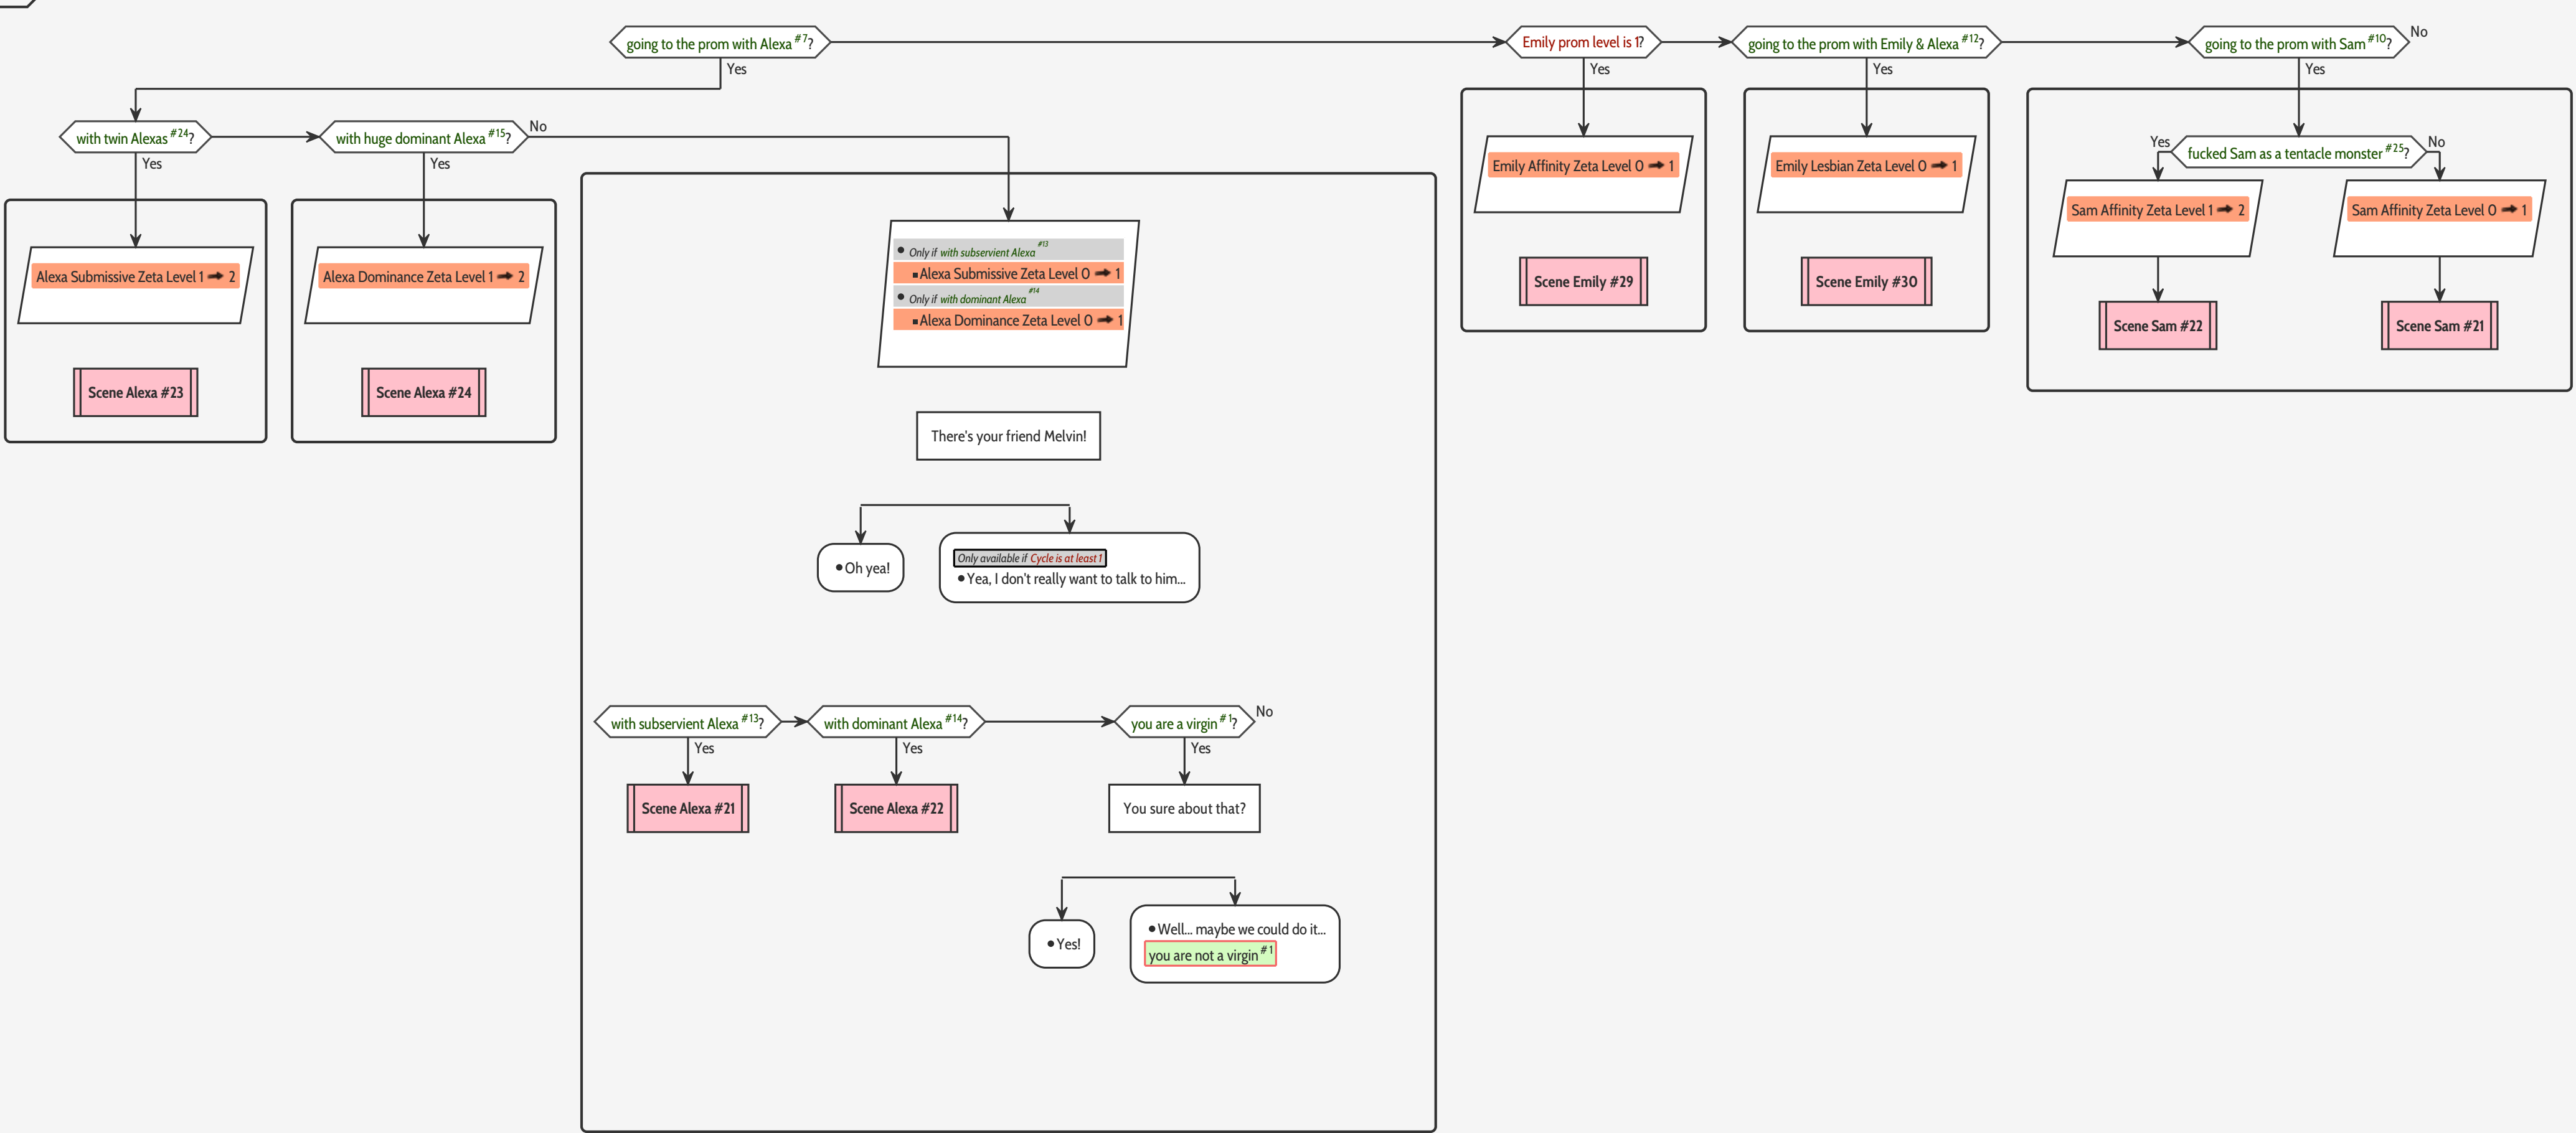 going to the prom with Alexa #7?
Yes
Emily prom level is 1?
Yes
going to the prom with Emily & Alexa #12?
Yes
going to the prom with Sam #10?
No
Yes
with twin Alexas #24?
Yes
with huge dominant Alexa #15?
No
Yes
Alexa Submissive Zeta Level 1 ➡ 2
Scene Alexa #23
Alexa Dominance Zeta Level 1 ➡ 2
Scene Alexa #24
• Only if with subservient Alexa #13
▪ Alexa Submissive Zeta Level 0 ➡ 1
• Only if with dominant Alexa #14
▪ Alexa Dominance Zeta Level 0 ➡ 1
There's your friend Melvin!
• Oh yea!
Only available if Cycle is at least 1
• Yea, I don't really want to talk to him...
with subservient Alexa #13?
Yes
with dominant Alexa #14?
Yes
you are a virgin #1?
No
Yes
Scene Alexa #21
Scene Alexa #22
You sure about that?
• Yes!
• Well... maybe we could do it...
you are not a virgin #1
Emily Affinity Zeta Level 0 ➡ 1
Scene Emily #29
Emily Lesbian Zeta Level 0 ➡ 1
Scene Emily #30
Yes
fucked Sam as a tentacle monster #25?
No
Sam Affinity Zeta Level 1 ➡ 2
Scene Sam #22
Sam Affinity Zeta Level 0 ➡ 1
Scene Sam #21